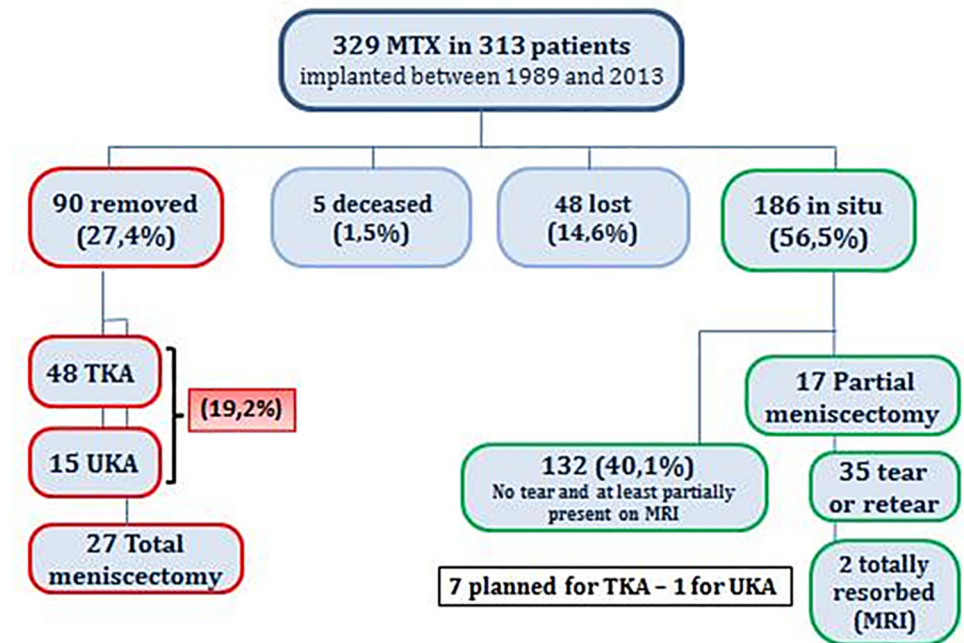 329 MTX in 313 patients
implanted between 1989 and 2013
90 removed
(27,4%)
5 deceased
(1,5%)
48 lost
(14,6%)
186 in situ
(56,5%)
48 TKA
15 UKA
(19,2%)
27 Total
meniscectomy
17 Partial
meniscectomy
132 (40,1%)
No tear and at least partially
present on MRI
35 tear
or retear
2 totally
resorbed
(MRI)
7 planned for TKA – 1 for UKA